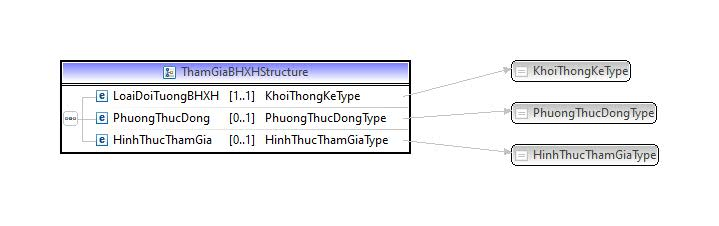 ThamGiaBHXHStructure
LoaiDoiTuongBHXH [1..1] KhoiThongKeType
PhuongThucDong [0..1] PhuongThucDongType
HinhThucThamGia [0..1] HinhThucThamGiaType
KhoiThongKeType
PhuongThucDongType
HinhThucThamGiaType